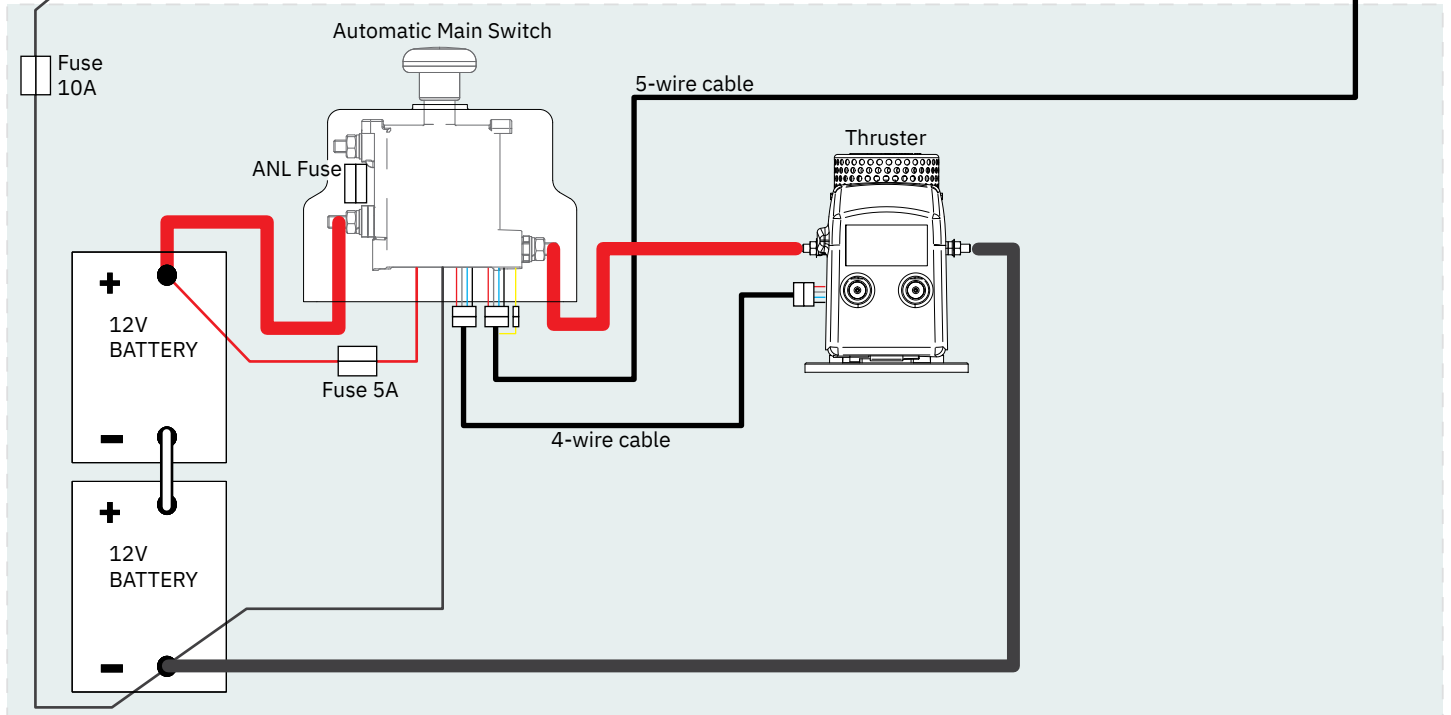 Automatic Main Switch
Fuse
10A
5-wire cable
Thruster
ANL Fuse
+
12V
BATTERY
Fuse 5A
–
4-wire cable
+
12V
BATTERY
–